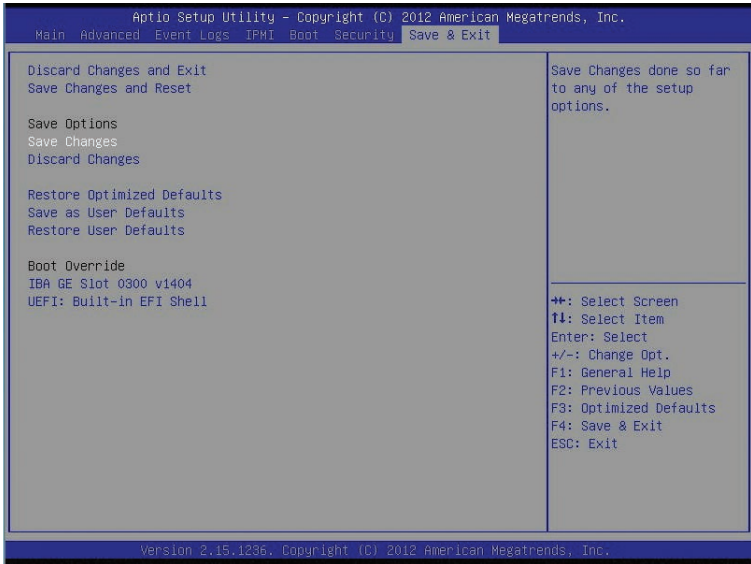 Aptio Setup Utility – Copyright (C) 2012 American Megatrends, Inc.
Main Advanced Event Logs IPMI Boot Security Save & Exit
Discard Changes and Exit
Save Changes and Reset
Save Options
Save Changes
Discard Changes
Restore Optimized Defaults
Save as User Defaults
Restore User Defaults
Boot Override
IBA GE Slot 0300 v1404
UEFI: Built-in EFI Shell
Save Changes done so far
to any of the setup
options.
→←: Select Screen
↑↓: Select Item
Enter: Select
+/-: Change Opt.
F1: General Help
F2: Previous Values
F3: Optimized Defaults
F4: Save & Exit
ESC: Exit
Version 2.15.1236. Copyright (C) 2012 American Megatrends, Inc.